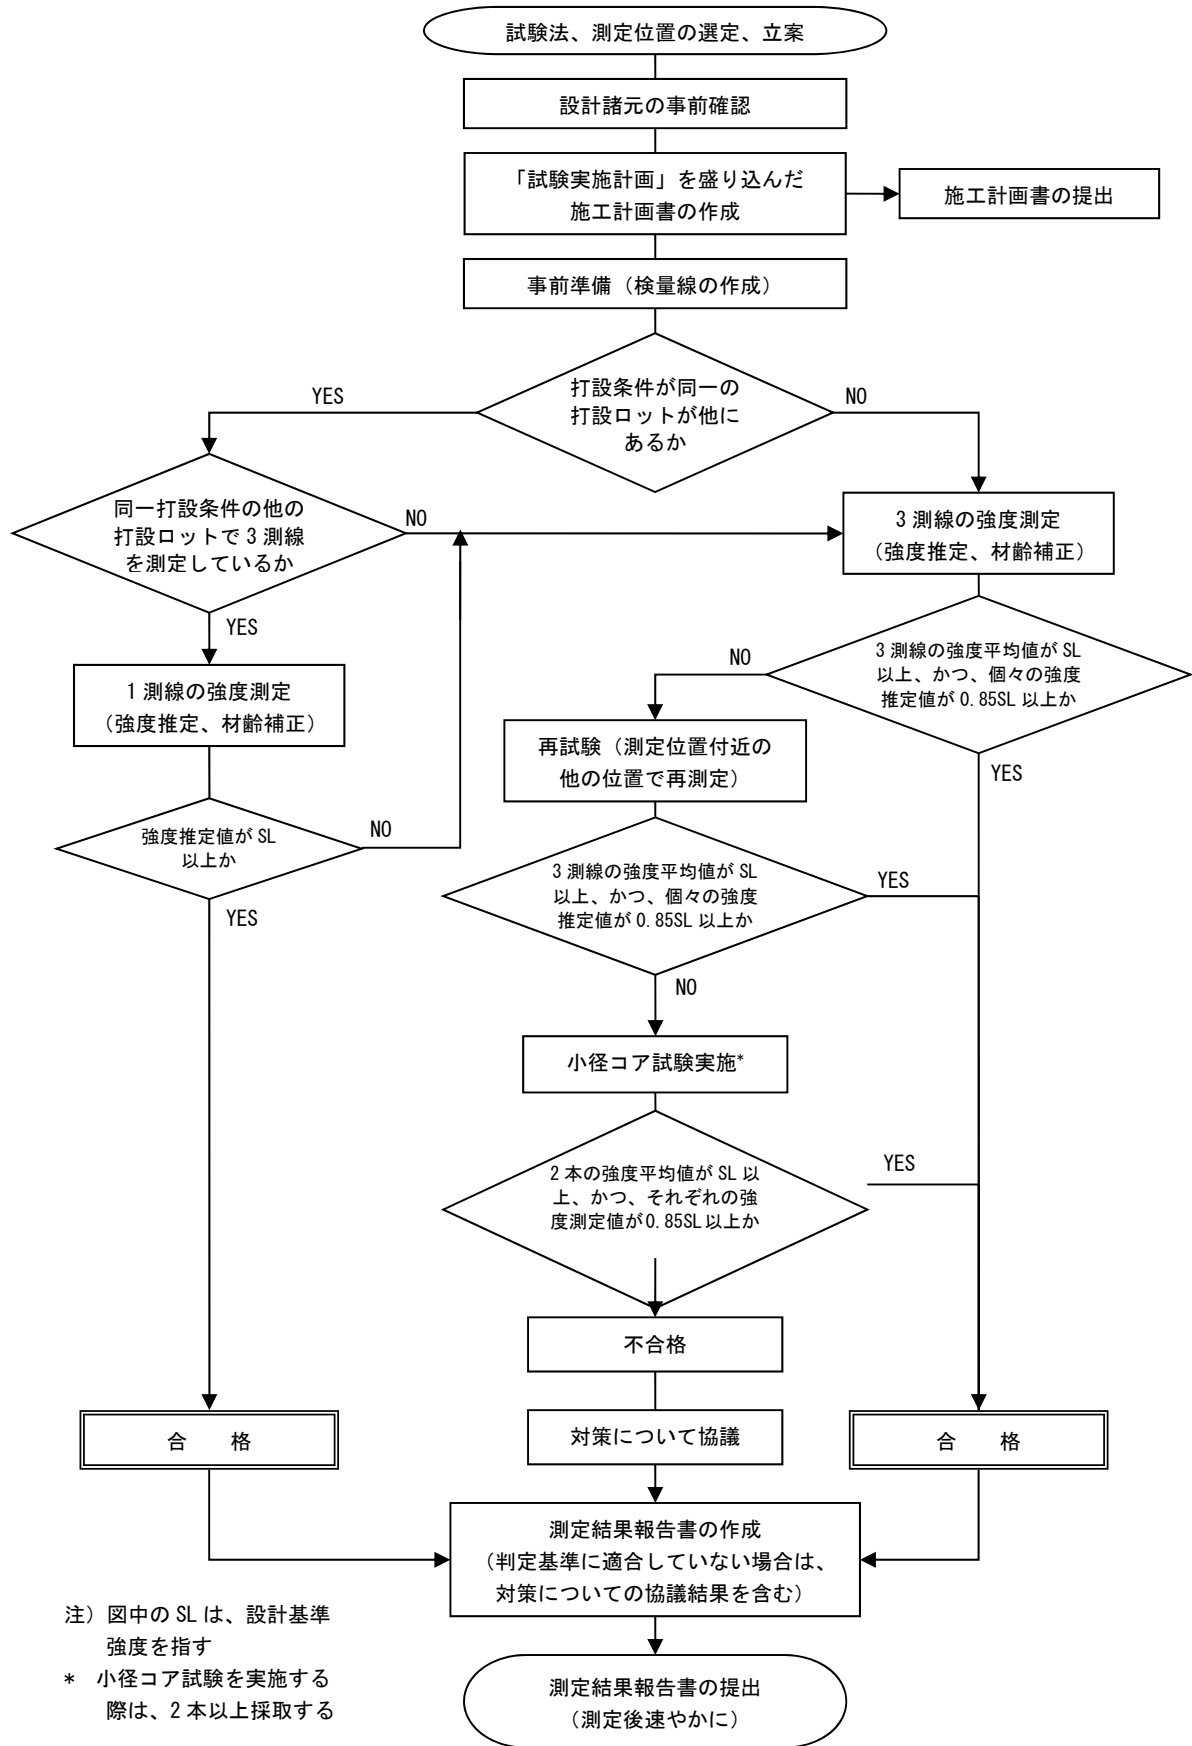 試験法、測定位置の選定、立案
設計諸元の事前確認
「試験実施計画」を盛り込んだ
施工計画書の作成
施工計画書の提出
事前準備（検量線の作成）
打設条件が同一の
打設ロットが他に
あるか
YES
NO
同一打設条件の他の
打設ロットで3測線
を測定しているか
NO
YES
3測線の強度測定
（強度推定、材齢補正）
1測線の強度測定
（強度推定、材齢補正）
3測線の強度平均値がSL
以上、かつ、個々の強度
推定値が0.85SL以上か
NO
YES
再試験（測定位置付近の
他の位置で再測定）
強度推定値がSL
以上か
NO
YES
3測線の強度平均値がSL
以上、かつ、個々の強度
推定値が0.85SL以上か
YES
NO
小径コア試験実施*
2本の強度平均値がSL以
上、かつ、それぞれの強
度測定値が0.85SL以上か
YES
不合格
対策について協議
合　格
合　格
測定結果報告書の作成
（判定基準に適合していない場合は、
対策についての協議結果を含む）
測定結果報告書の提出
（測定後速やかに）
注）図中のSLは、設計基準
強度を指す
*　小径コア試験を実施する
際は、2本以上採取する